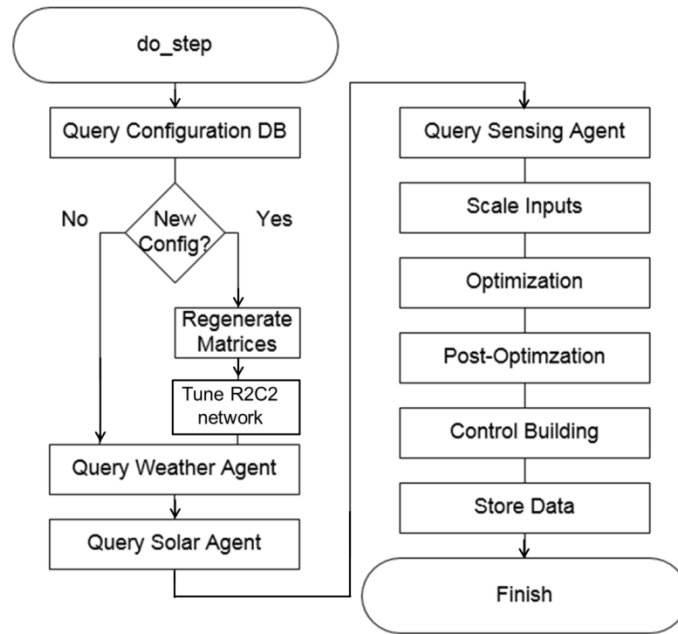 do_step
Query Configuration DB
No
New
Config?
Yes
Regenerate
Matrices
Tune R2C2
network
Query Weather Agent
Query Solar Agent
Query Sensing Agent
Scale Inputs
Optimization
Post-Optimzation
Control Building
Store Data
Finish